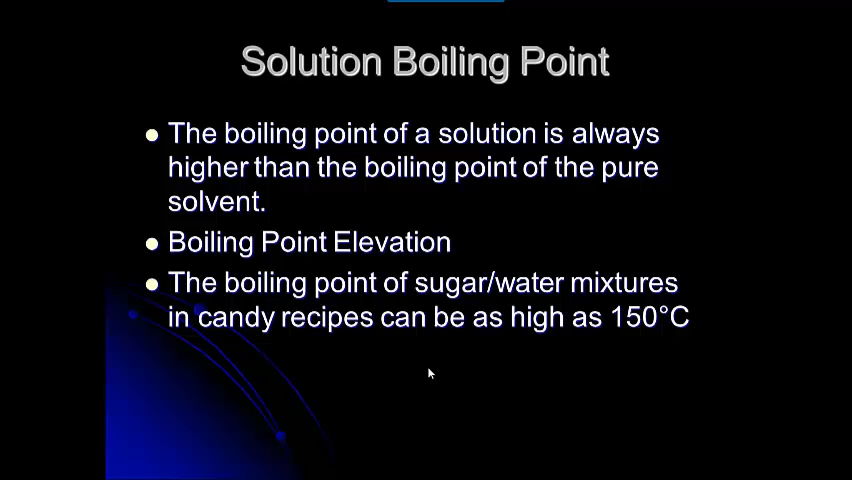 Solution Boiling Point
The boiling point of a solution is always
higher than the boiling point of the pure
solvent.
Boiling Point Elevation
The boiling point of sugar/water mixtures
in candy recipes can be as high as 150°C